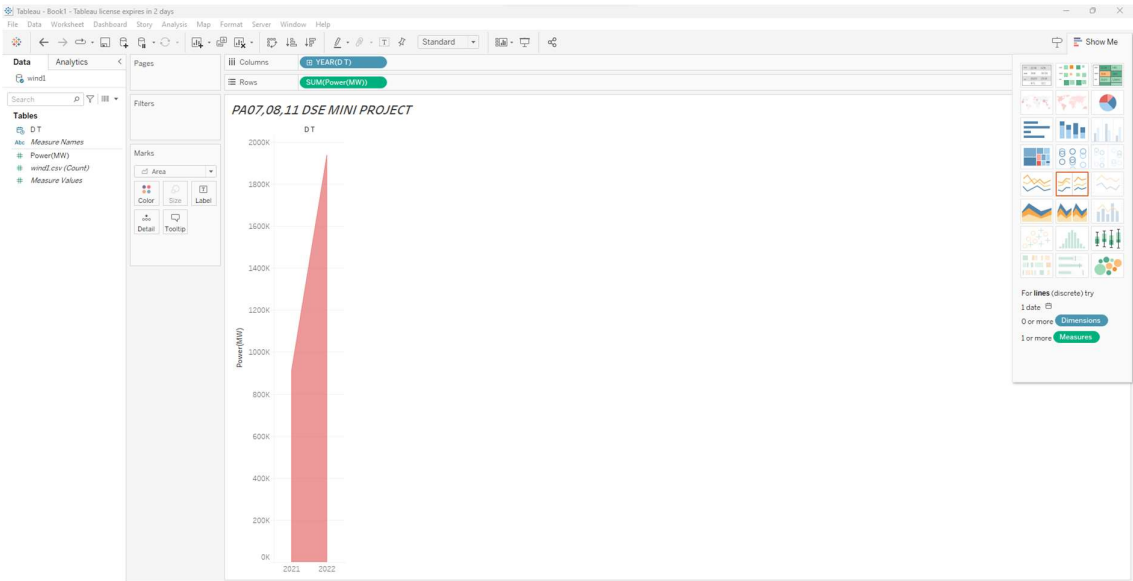 Tableau - Book1 - Tableau license expires in 2 days
File Data Worksheet Dashboard Story Analysis Map Format Server Window Help
Standard
Show Me
Data Analytics
wind1
Search
Tables
D T
Abc Measure Names
# Power(MW)
# wind1.csv (Count)
# Measure Values
Pages
Filters
Marks
Area
Color Size Label
Detail Tooltip
Columns YEAR(D T)
Rows SUM(Power(MW))
PA07,08,11 DSE MINI PROJECT
D T
2000K
1800K
1600K
1400K
1200K
1000K
800K
600K
400K
200K
0K
Power(MW)
2021 2022
For lines (discrete) try
1 date
0 or more Dimensions
1 or more Measures